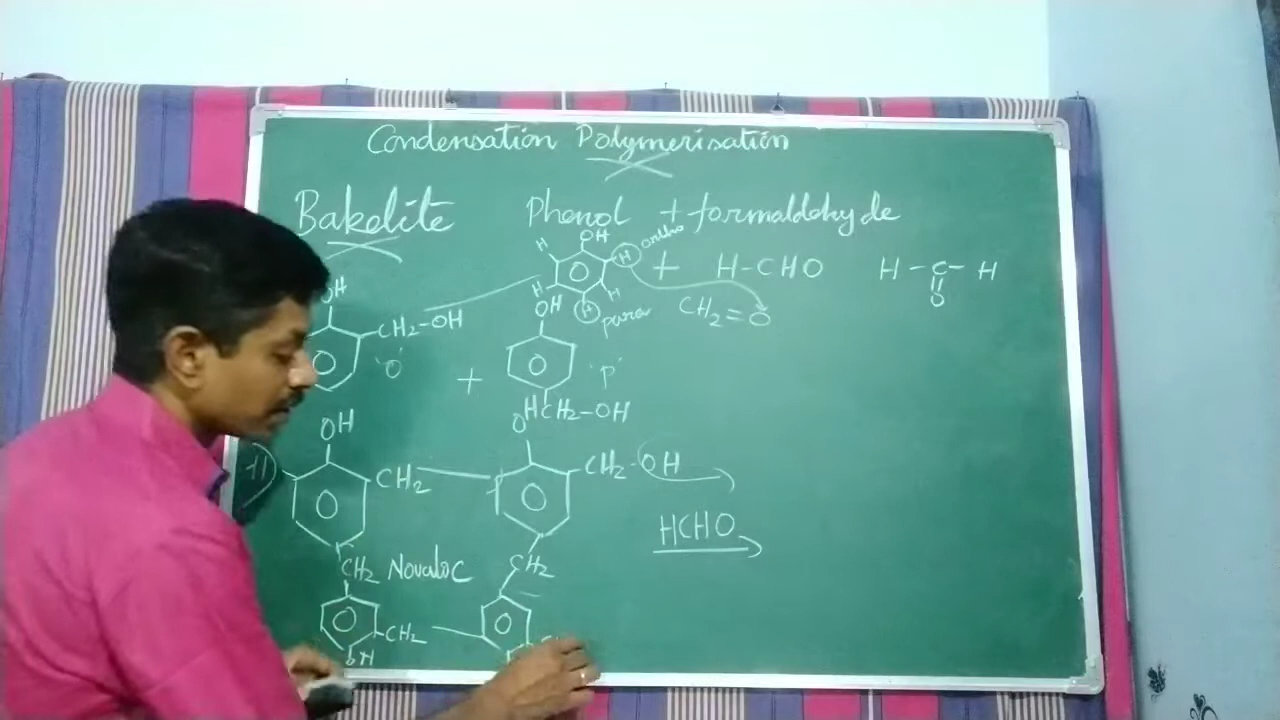 Condensation Polymerisation
Bakelite Phenol + formaldehyde
OH
H H ortho
+ H-CHO H-C-H
O
H H
H para
CH2=O
OH OH
CH2-OH
'O' + 'P'
CH2-OH
OH OH
H CH2 CH2-OH
HCHO
CH2 Novaloc CH2
CH2
OH